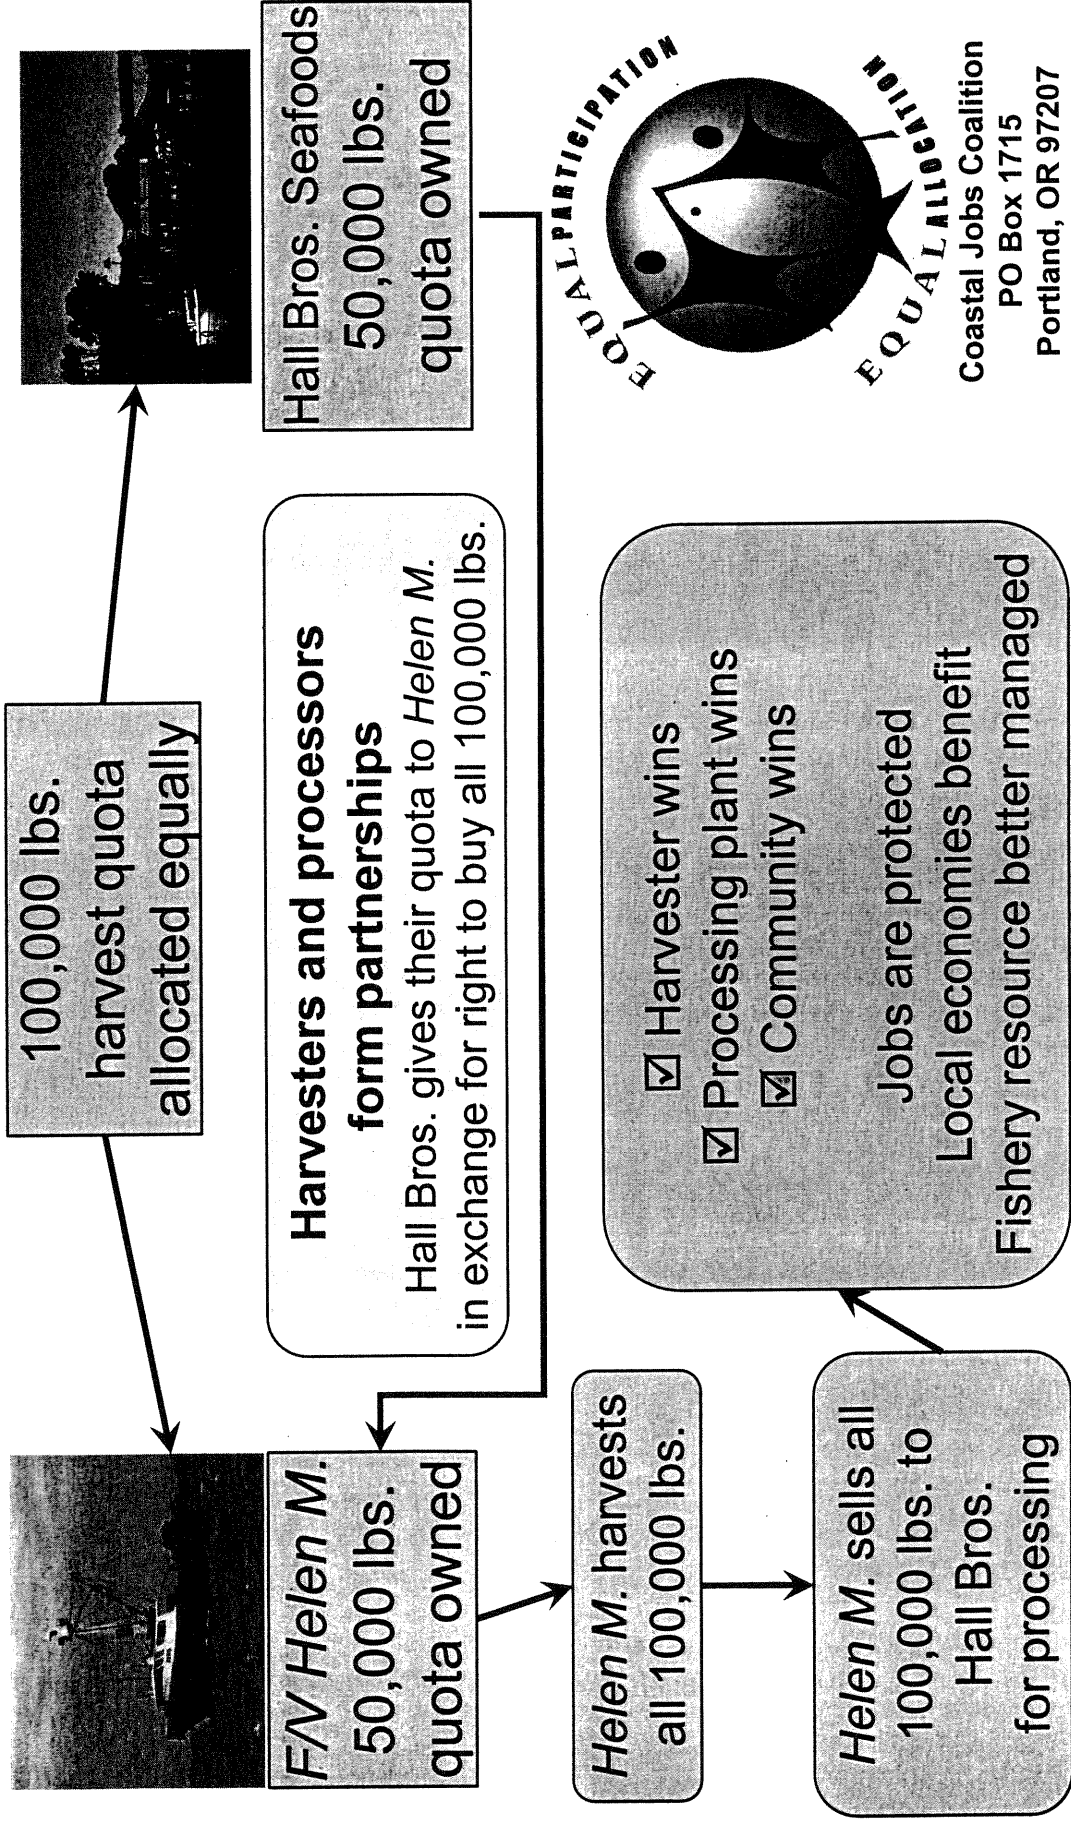 100,000 lbs.
harvest quota
allocated equally
F/V Helen M.
50,000 lbs.
quota owned
Harvesters and processors
form partnerships
Hall Bros. gives their quota to Helen M.
in exchange for right to buy all 100,000 lbs.
Hall Bros. Seafoods
50,000 lbs.
quota owned
Helen M. harvests
all 100,000 lbs.
Helen M. sells all
100,000 lbs. to
Hall Bros.
for processing
☑ Harvester wins
☑ Processing plant wins
☑ Community wins
Jobs are protected
Local economies benefit
Fishery resource better managed
EQUAL PARTICIPATION
EQUAL ALLOCATION
Coastal Jobs Coalition
PO Box 1715
Portland, OR 97207